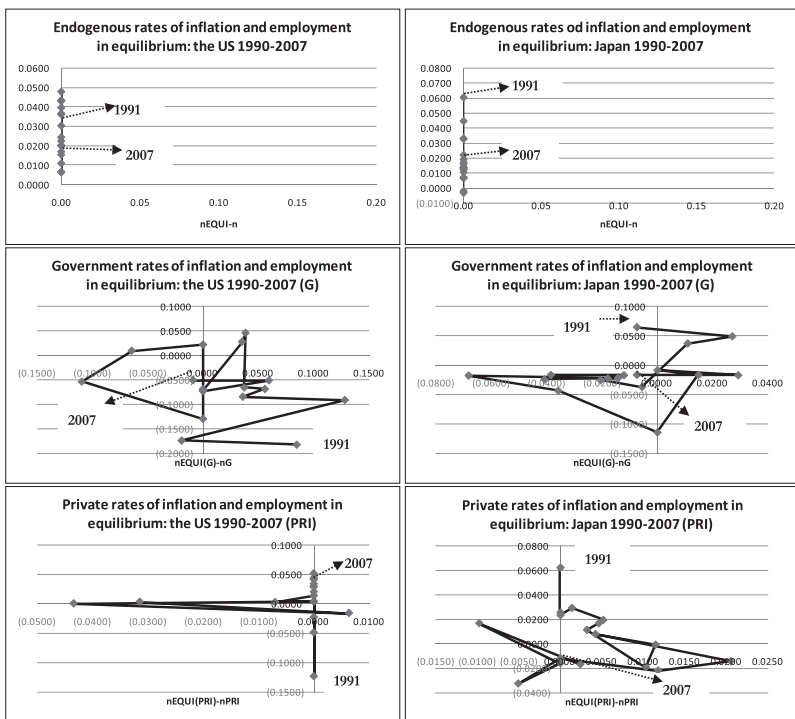 Endogenous rates of inflation and employment
in equilibrium: the US 1990-2007
0.0600
0.0500
0.0400
0.0300
0.0200
0.0100
0.0000
1991
2007
0.00 0.05 0.10 0.15 0.20
nEQUI-n
Endogenous rates od inflation and employment
in equilibrium: Japan 1990-2007
0.0800
0.0700
0.0600
0.0500
0.0400
0.0300
0.0200
0.0100
0.0000
(0.0100)
1991
2007
0.00 0.05 0.10 0.15 0.20
nEQUI-n
Government rates of inflation and employment
in equilibrium: the US 1990-2007 (G)
0.1000
0.0500
0.0000
(0.1500) (0.1000) (0.0500) 0.0000 0.0500 0.1000 0.1500
(0.0500)
(0.1000)
(0.1500)
(0.2000)
2007
1991
nEQUI(G)-nG
Government rates of inflation and employment
in equilibrium: Japan 1990-2007 (G)
0.1000
0.0500
0.0000
(0.0800) (0.0600) (0.0400) (0.0200) 0.0000 0.0200 0.0400
(0.0500)
(0.1000)
(0.1500)
1991
2007
nEQUI(G)-nG
Private rates of inflation and employment in
equilibrium: the US 1990-2007 (PRI)
0.1000
0.0500
0.0000
(0.0500) (0.0400) (0.0300) (0.0200) (0.0100) 0.0000 0.0100
(0.0500)
(0.1000)
(0.1500)
2007
1991
nEQUI(PRI)-nPRI
Private rates of inflation and employment in
equilibrium: Japan 1990-2007 (PRI)
0.0800
0.0600
0.0400
0.0200
0.0000
(0.0150) (0.0100) (0.0050) 0.0000 0.0050 0.0100 0.0150 0.0200 0.0250
(0.0200)
(0.0400)
1991
2007
nEQUI(PRI)-nPRI